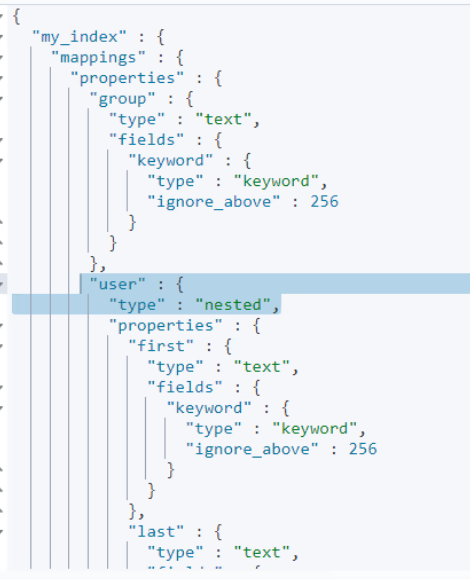 {
"my_index" : {
"mappings" : {
"properties" : {
"group" : {
"type" : "text",
"fields" : {
"keyword" : {
"type" : "keyword",
"ignore_above" : 256
}
}
},
"user" : {
"type" : "nested",
"properties" : {
"first" : {
"type" : "text",
"fields" : {
"keyword" : {
"type" : "keyword",
"ignore_above" : 256
}
}
},
"last" : {
"type" : "text",